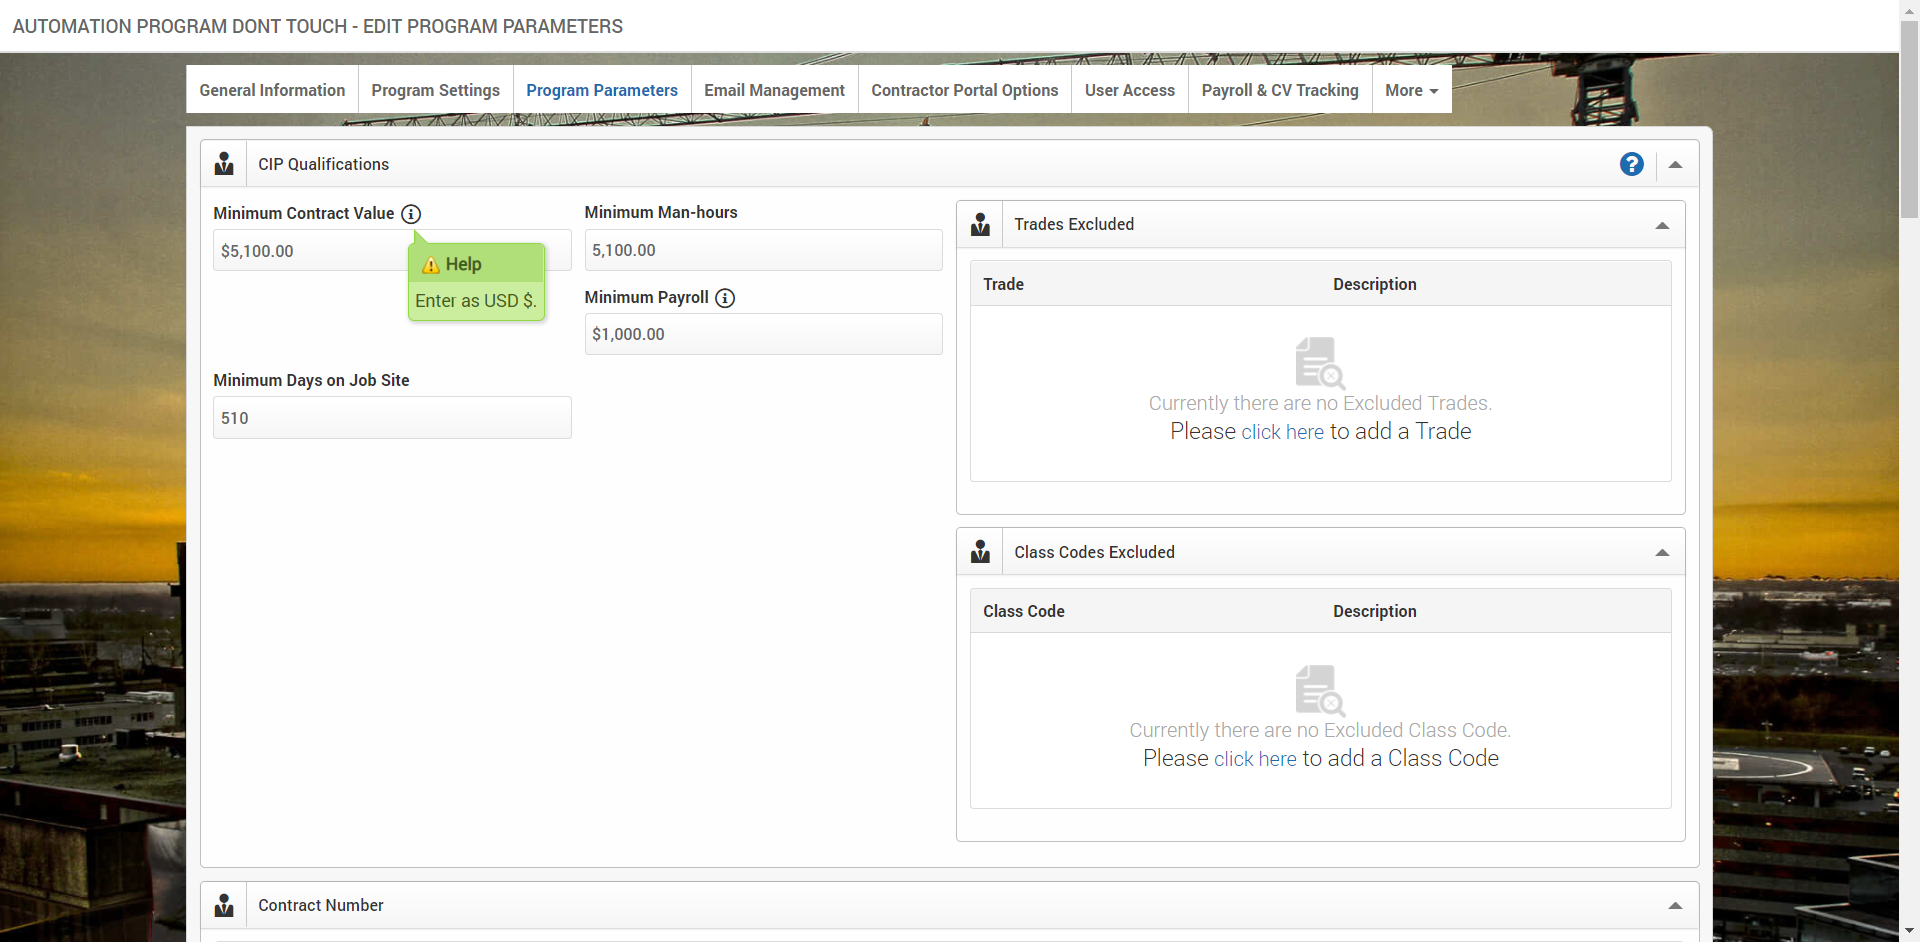 AUTOMATION PROGRAM DONT TOUCH - EDIT PROGRAM PARAMETERS
General Information
Program Settings
Program Parameters
Email Management
Contractor Portal Options
User Access
Payroll & CV Tracking
More
CIP Qualifications
Minimum Contract Value
$5,100.00
Help
Enter as USD $.
Minimum Man-hours
5,100.00
Minimum Payroll
$1,000.00
Minimum Days on Job Site
510
Trades Excluded
Trade Description
Currently there are no Excluded Trades.
Please click here to add a Trade
Class Codes Excluded
Class Code Description
Currently there are no Excluded Class Code.
Please click here to add a Class Code
Contract Number